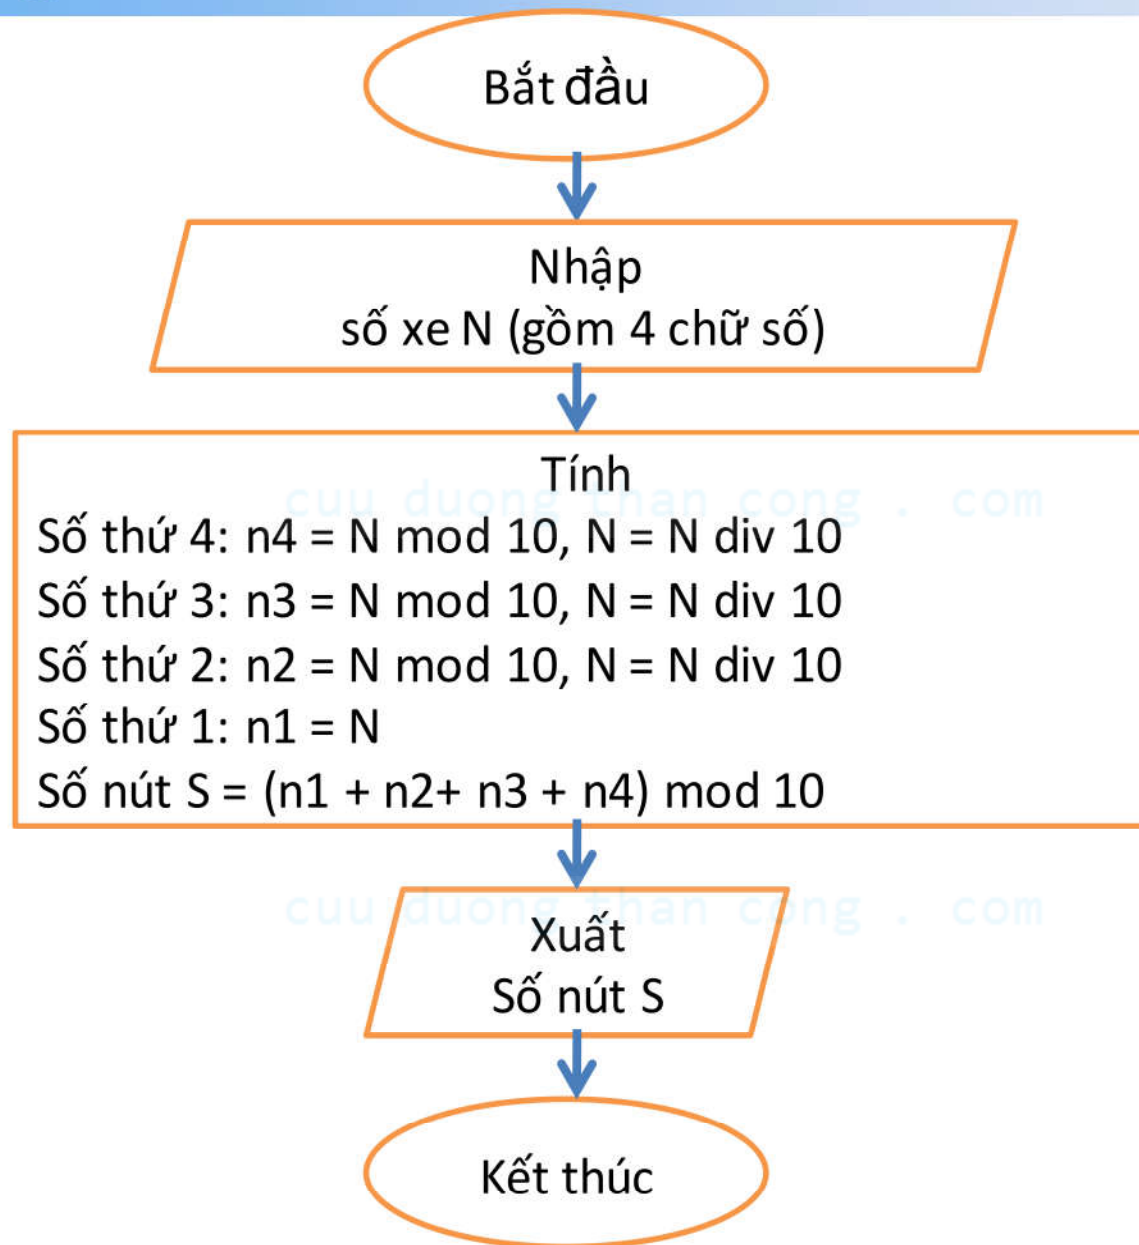 Bắt đầu
Nhập
số xe N (gồm 4 chữ số)
Tính
cuu duong than cong . com
Số thứ 4: n4 = N mod 10, N = N div 10
Số thứ 3: n3 = N mod 10, N = N div 10
Số thứ 2: n2 = N mod 10, N = N div 10
Số thứ 1: n1 = N
Số nút S = (n1 + n2+ n3 + n4) mod 10
cuu duong than cong . com
Xuất
Số nút S
Kết thúc